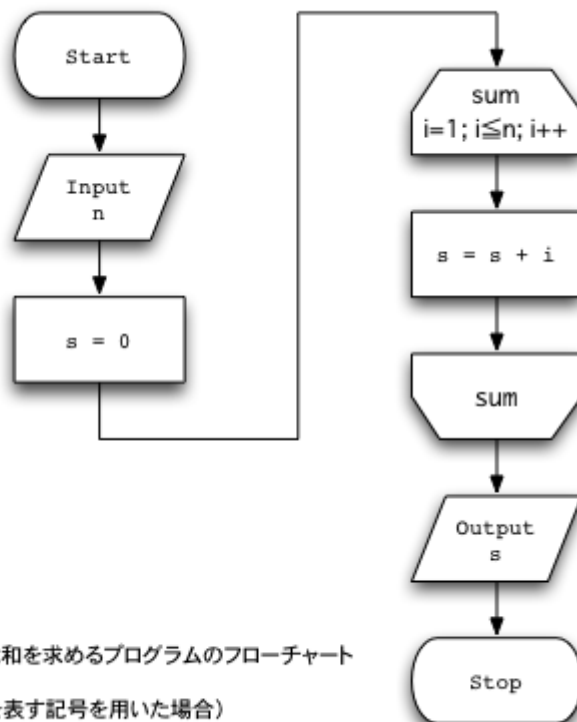 Start
Input
n
s = 0
sum
i=1; i≦n; i++
s = s + i
sum
Output
s
Stop
和を求めるプログラムのフローチャート
表す記号を用いた場合）